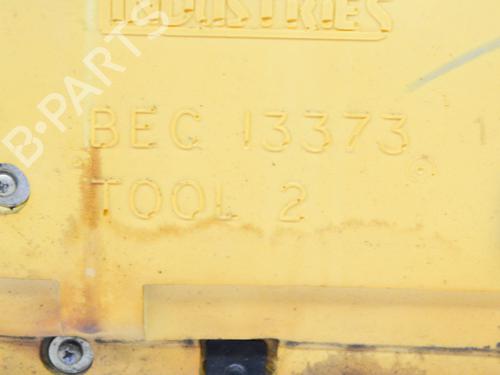 INDUSTRIES
BEC 13373
TOOL 2
B-PARTS